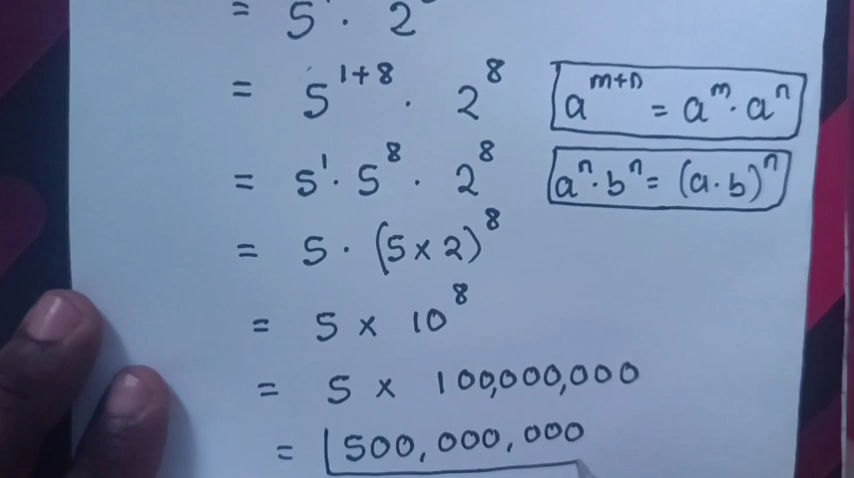 = 5 · 2
= 5^{1+8} · 2^8
a^{m+n} = a^m · a^n
= 5^1 · 5^8 · 2^8
a^n · b^n = (a · b)^n
= 5 · (5 × 2)^8
= 5 × 10^8
= 5 × 100,000,000
= 500,000,000